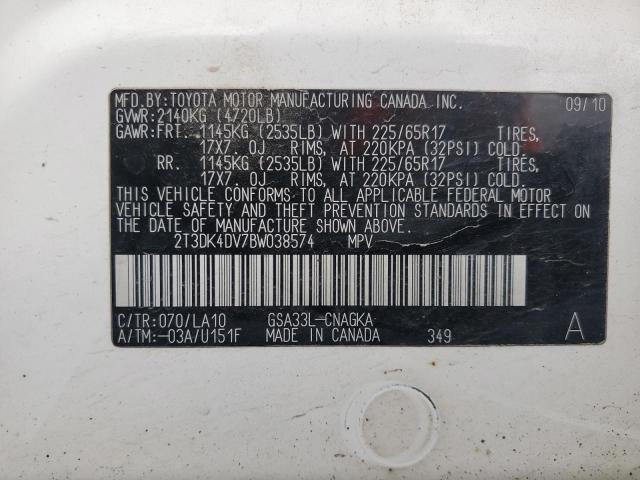 MFD. BY: TOYOTA MOTOR MANUFACTURING CANADA INC. 09/10
GVWR: 2140KG (4720LB)
GAWR: FRT. 1145KG (2535LB) WITH 225/65R17 TIRES,
17X7. 0J RIMS, AT 220KPA (32PSI) COLD.
RR. 1145KG (2535LB) WITH 225/65R17 TIRES,
17X7. 0J RIMS, AT 220KPA (32PSI) COLD.
THIS VEHICLE CONFORMS TO ALL APPLICABLE FEDERAL MOTOR
VEHICLE SAFETY AND THEFT PREVENTION STANDARDS IN EFFECT ON
THE DATE OF MANUFACTURE SHOWN ABOVE.
2T3DK4DV7BW038574 MPV
C/TR: 070/LA10 GSA33L-CNAGKA
A/TM: -03A/U151F MADE IN CANADA 349 A